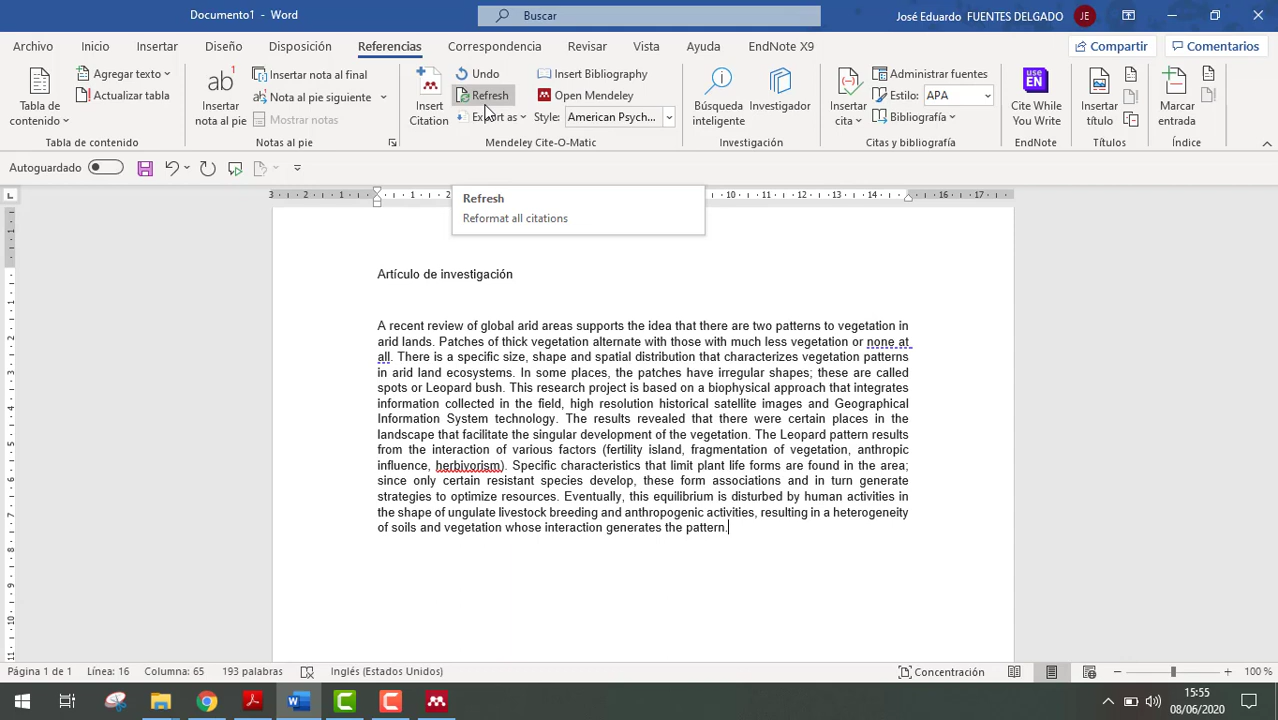 Documento1 - Word
Buscar
José Eduardo FUENTES DELGADO
JE
Archivo Inicio Insertar Diseño Disposición Referencias Correspondencia Revisar Vista Ayuda EndNote X9
Compartir Comentarios
Tabla de contenido
Agregar texto
Actualizar tabla
Tabla de contenido
ab
Insertar nota al pie
Insertar nota al final
Nota al pie siguiente
Mostrar notas
Notas al pie
Insert Citation
Undo
Refresh
Export as
Insert Bibliography
Open Mendeley
Style: American Psych...
Mendeley Cite-O-Matic
Búsqueda inteligente
Investigador
Investigación
Insertar cita
Administrar fuentes
Estilo: APA
Bibliografía
Citas y bibliografía
EN
Cite While You Write
EndNote
Insertar título
Títulos
Marcar entrada
Índice
Autoguardado
3 2 1 2 10 11 12 13 14 16 17
Refresh
Reformat all citations
Artículo de investigación
A recent review of global arid areas supports the idea that there are two patterns to vegetation in
arid lands. Patches of thick vegetation alternate with those with much less vegetation or none at
all. There is a specific size, shape and spatial distribution that characterizes vegetation patterns
in arid land ecosystems. In some places, the patches have irregular shapes; these are called
spots or Leopard bush. This research project is based on a biophysical approach that integrates
information collected in the field, high resolution historical satellite images and Geographical
Information System technology. The results revealed that there were certain places in the
landscape that facilitate the singular development of the vegetation. The Leopard pattern results
from the interaction of various factors (fertility island, fragmentation of vegetation, anthropic
influence, herbivorism). Specific characteristics that limit plant life forms are found in the area;
since only certain resistant species develop, these form associations and in turn generate
strategies to optimize resources. Eventually, this equilibrium is disturbed by human activities in
the shape of ungulate livestock breeding and anthropogenic activities, resulting in a heterogeneity
of soils and vegetation whose interaction generates the pattern.
Página 1 de 1 Línea: 16 Columna: 65 193 palabras Inglés (Estados Unidos)
Concentración
100 %
15:55
08/06/2020